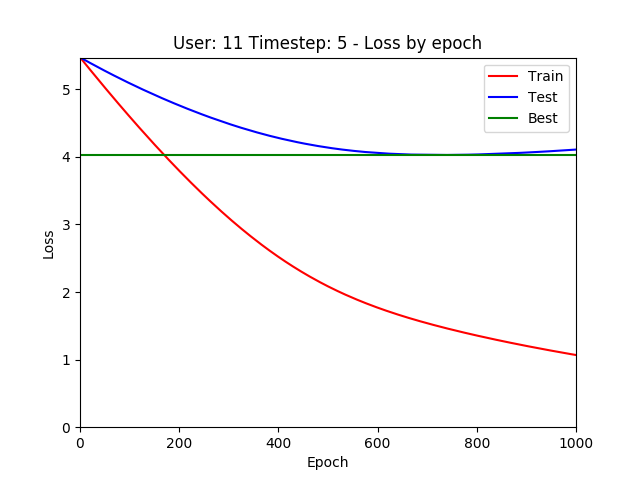 User: 11 Timestep: 5 - Loss by epoch
Train
Test
Best
5
4
3
2
1
0
Loss
0 200 400 600 800 1000
Epoch